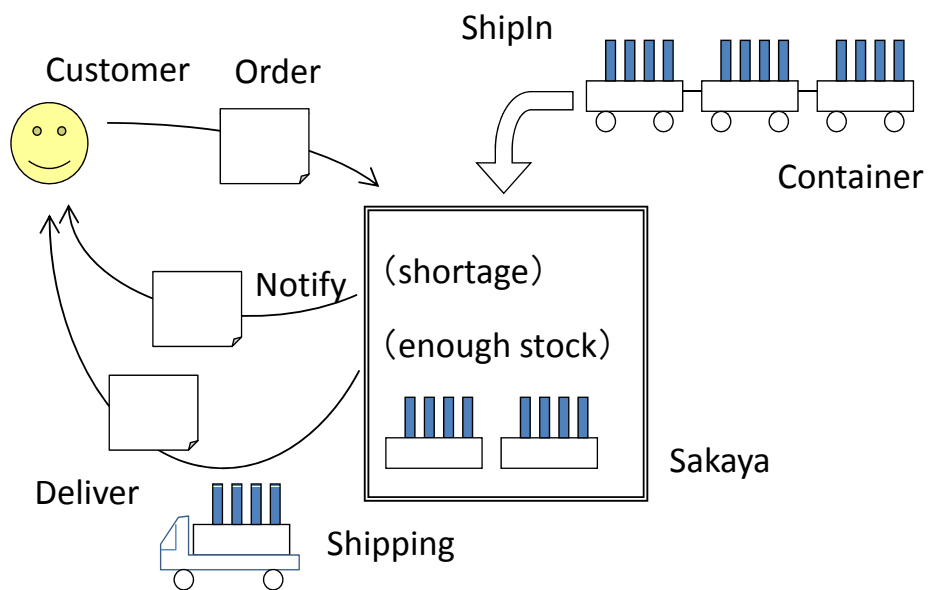 ShipIn
Customer
Order
Container
(shortage)
Notify
(enough stock)
Sakaya
Deliver
Shipping